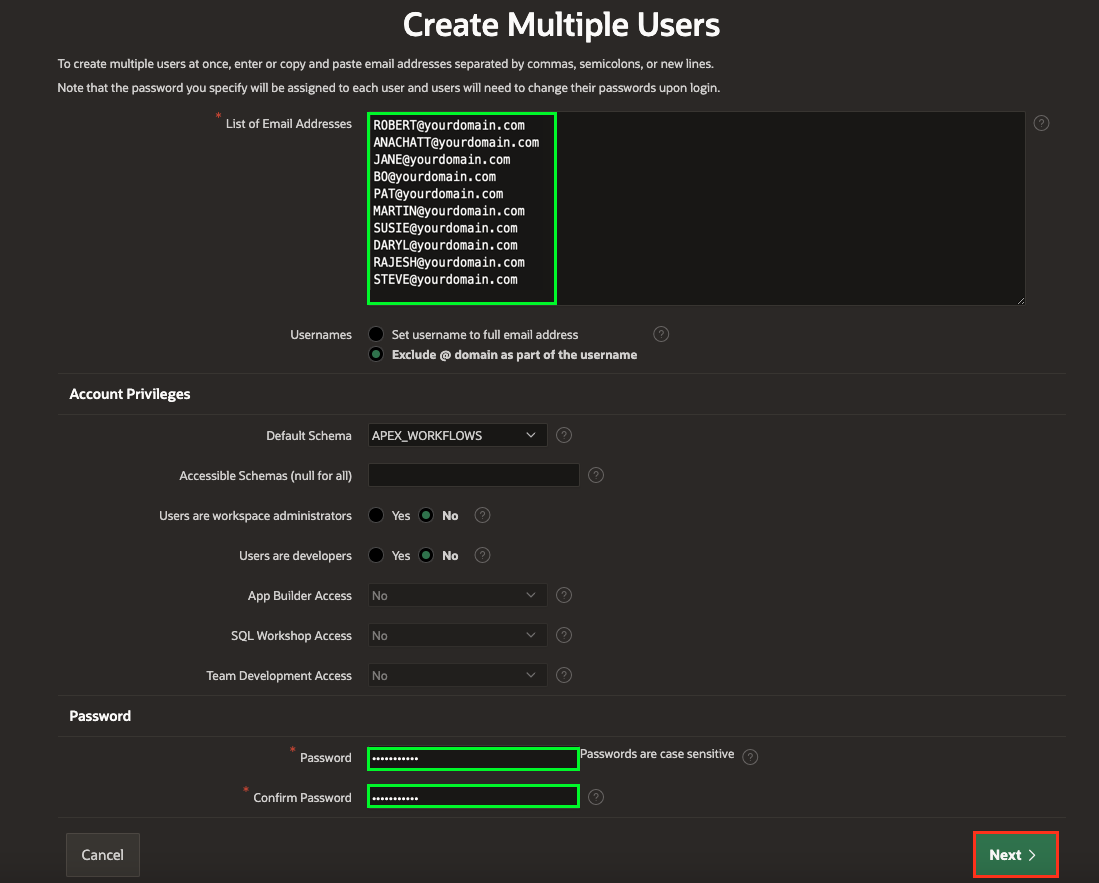 Create Multiple Users
To create multiple users at once, enter or copy and paste email addresses separated by commas, semicolons, or new lines.
Note that the password you specify will be assigned to each user and users will need to change their passwords upon login.
* List of Email Addresses
ROBERT@yourdomain.com
ANACHATT@yourdomain.com
JANE@yourdomain.com
BO@yourdomain.com
PAT@yourdomain.com
MARTIN@yourdomain.com
SUSIE@yourdomain.com
DARYL@yourdomain.com
RAJESH@yourdomain.com
STEVE@yourdomain.com
?
Usernames
Set username to full email address ?
Exclude @ domain as part of the username
Account Privileges
Default Schema APEX_WORKFLOWS ?
Accessible Schemas (null for all) ?
Users are workspace administrators Yes No ?
Users are developers Yes No ?
App Builder Access No ?
SQL Workshop Access No ?
Team Development Access No ?
Password
* Password ••••••••••• Passwords are case sensitive ?
* Confirm Password ••••••••••• ?
Cancel
Next >